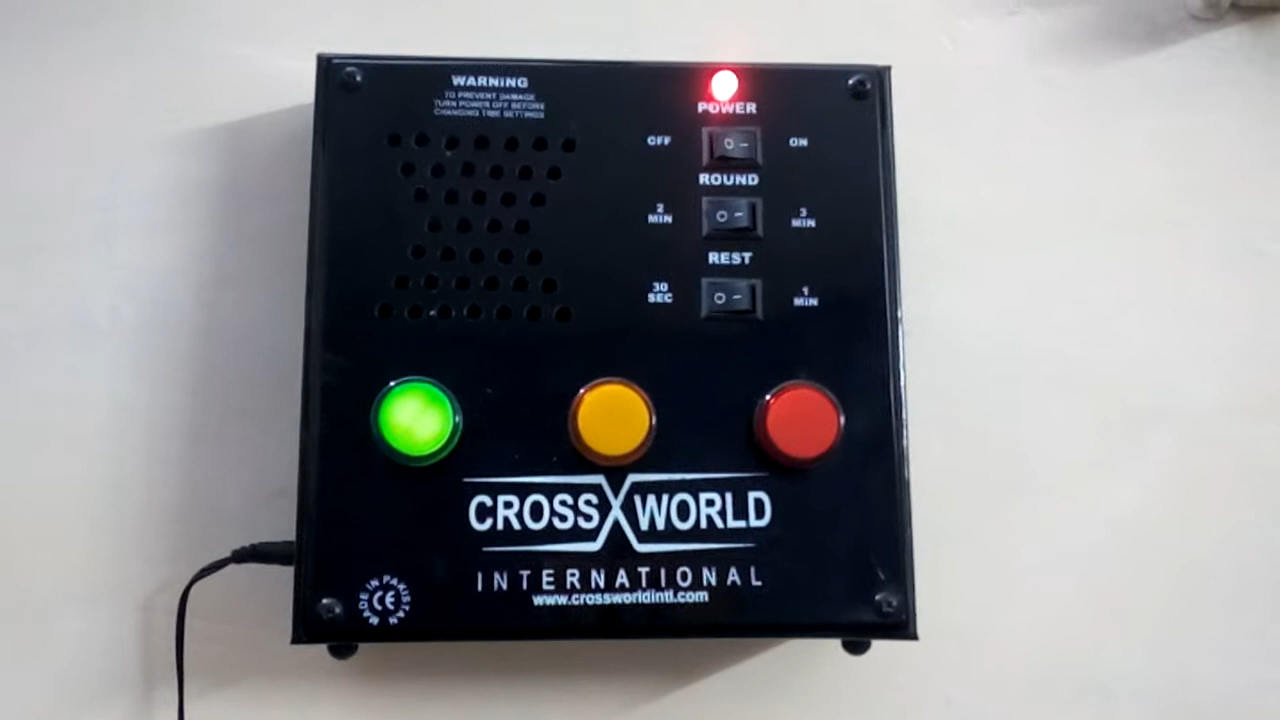 WARNING
TO PREVENT DAMAGE
TURN POWER OFF BEFORE
CHANGING TIME SETTINGS
POWER
OFF
O –
ON
ROUND
2
MIN
O –
3
MIN
REST
30
SEC
O –
1
MIN
CROSS X WORLD
INTERNATIONAL
www.crossworldintl.com
MADE IN PAKISTAN
CE